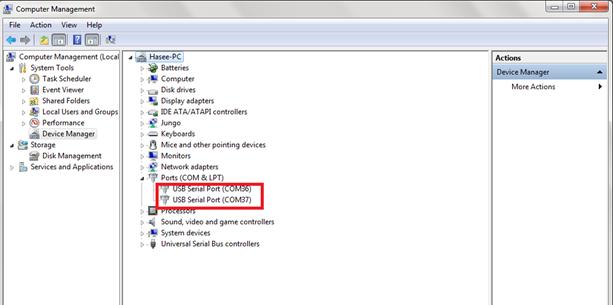 Computer Management
File Action View Help
Computer Management (Local
System Tools
Task Scheduler
Event Viewer
Shared Folders
Local Users and Groups
Performance
Device Manager
Storage
Disk Management
Services and Applications
Hasee-PC
Batteries
Computer
Disk drives
Display adapters
IDE ATA/ATAPI controllers
Jungo
Keyboards
Mice and other pointing devices
Monitors
Network adapters
Ports (COM & LPT)
USB Serial Port (COM36)
USB Serial Port (COM37)
Processors
Sound, video and game controllers
System devices
Universal Serial Bus controllers
Actions
Device Manager
More Actions